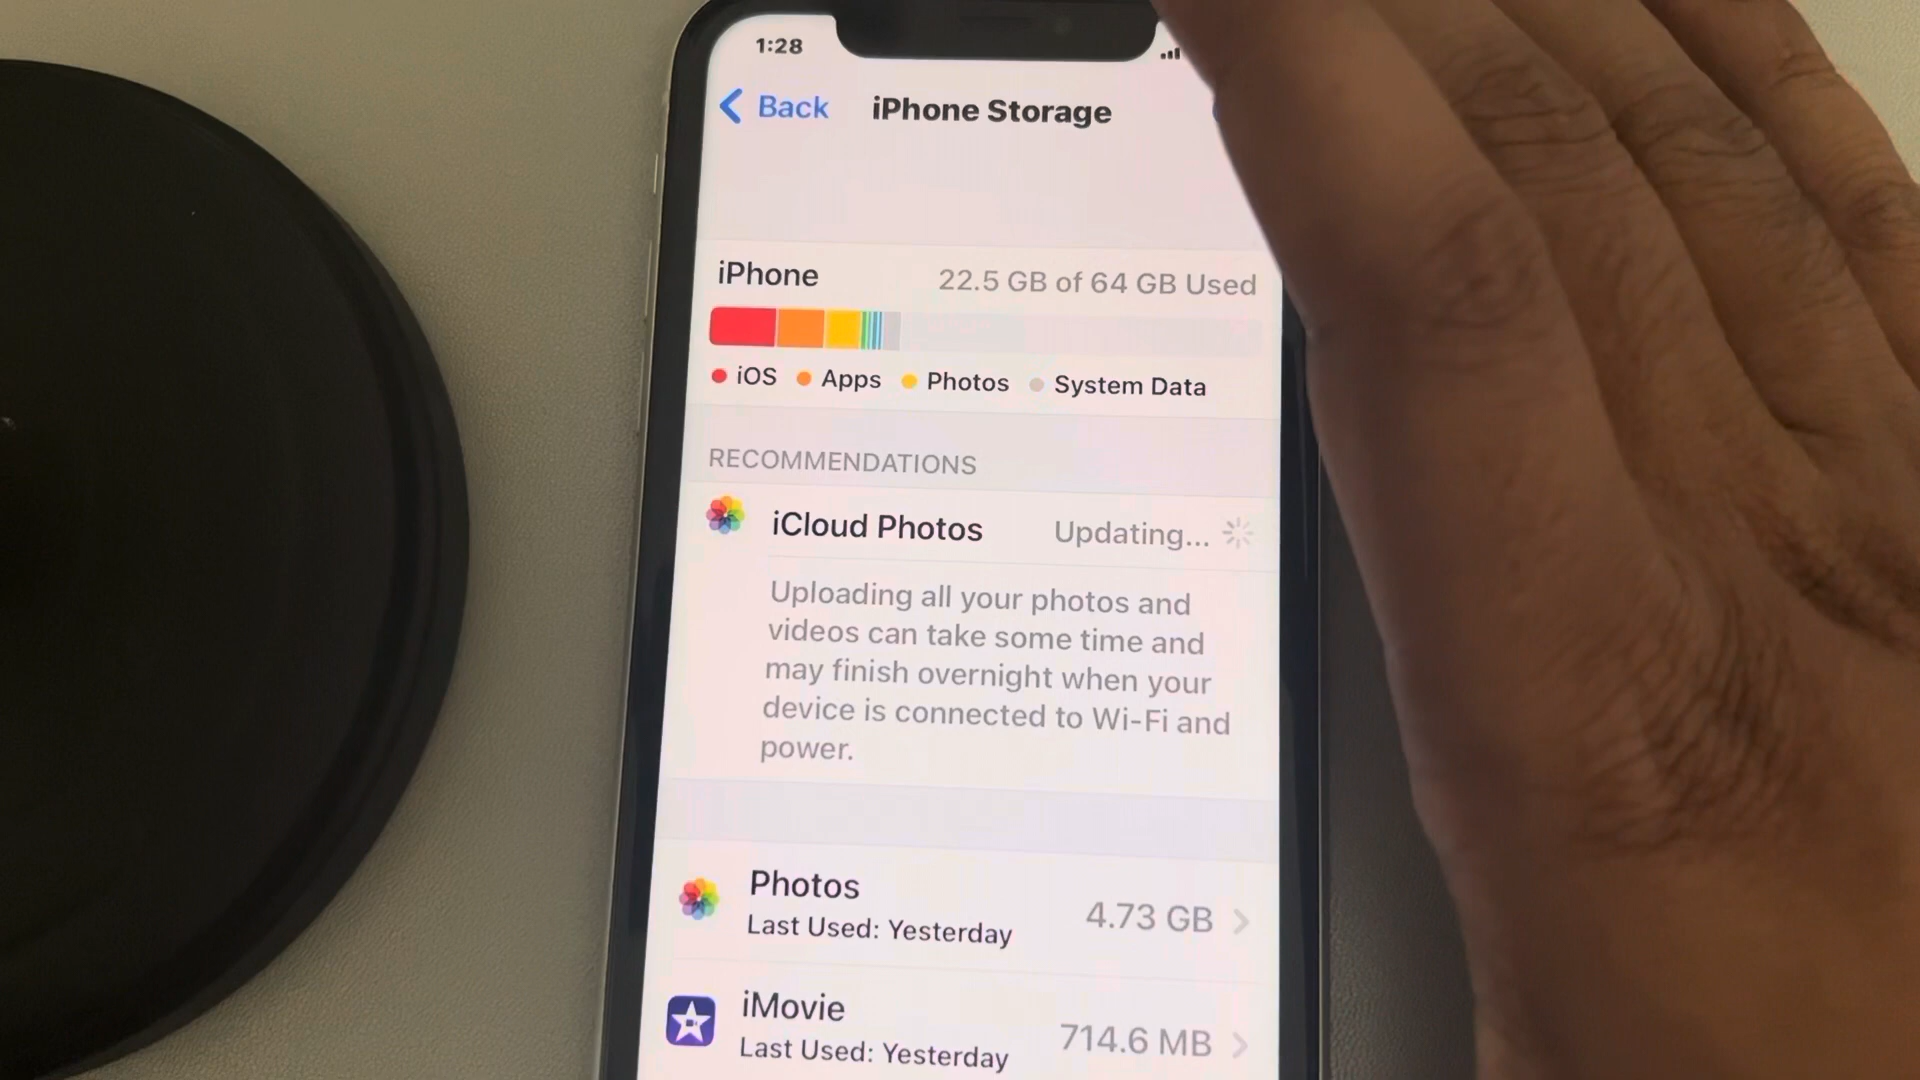 1:28
Back iPhone Storage
iPhone 22.5 GB of 64 GB Used
iOS Apps Photos System Data
RECOMMENDATIONS
iCloud Photos Updating...
Uploading all your photos and
videos can take some time and
may finish overnight when your
device is connected to Wi-Fi and
power.
Photos
Last Used: Yesterday
4.73 GB
iMovie
Last Used: Yesterday
714.6 MB